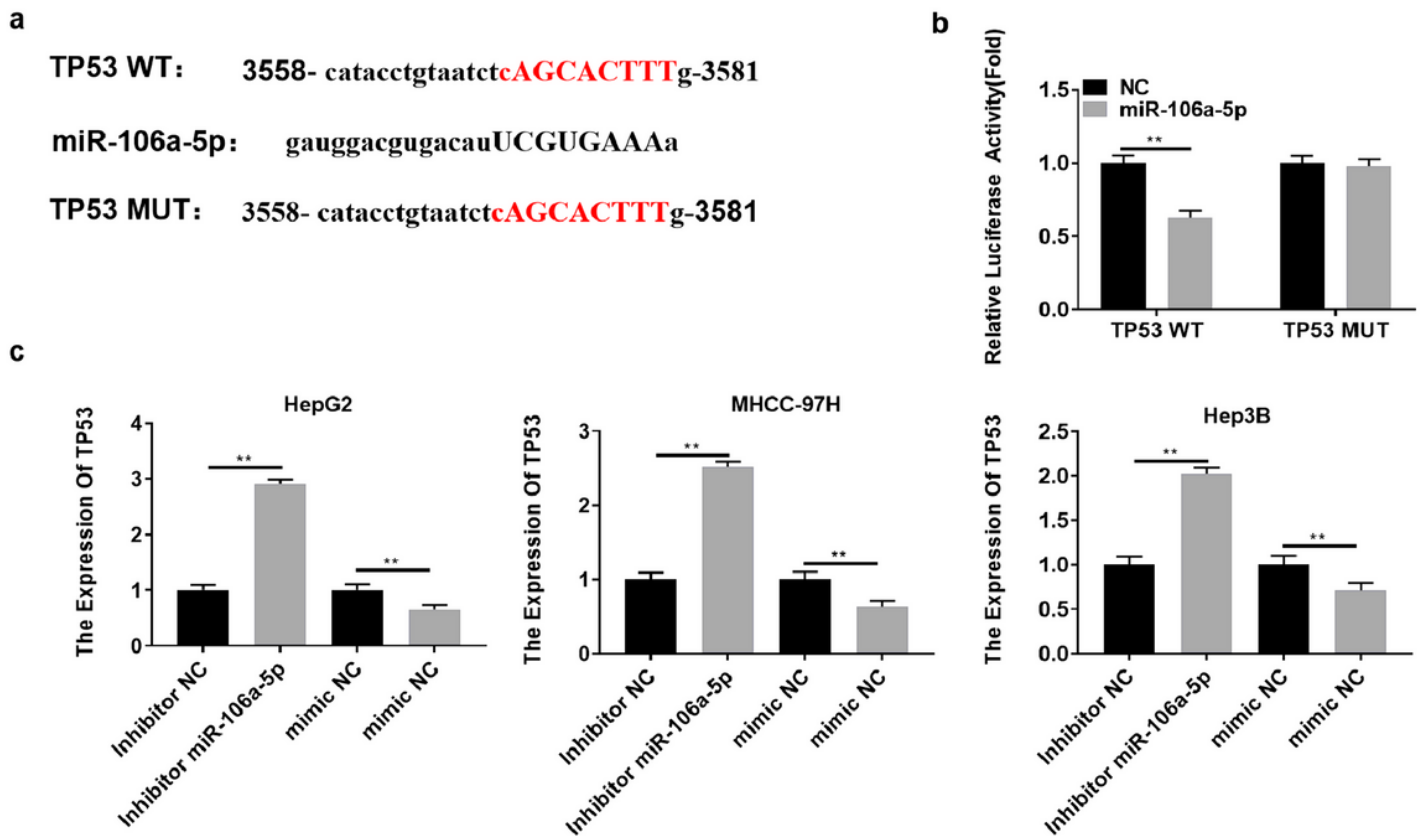 a
TP53 WT: 3558- catacctgtaatctcAGCACTTTg-3581
miR-106a-5p: gauggacgugacauUCGUGAAAa
TP53 MUT: 3558- catacctgtaatctcAGCACTTTg-3581
b
Relative Luciferase Activity(Fold)
NC
miR-106a-5p
1.5
1.0
0.5
0.0
**
TP53 WT
TP53 MUT
c
HepG2
The Expression Of TP53
4
3
2
1
0
**
**
Inhibitor NC
Inhibitor miR-106a-5p
mimic NC
mimic NC
MHCC-97H
The Expression Of TP53
3
2
1
0
**
**
Inhibitor NC
Inhibitor miR-106a-5p
mimic NC
mimic NC
Hep3B
The Expression Of TP53
2.5
2.0
1.5
1.0
0.5
0.0
**
**
Inhibitor NC
Inhibitor miR-106a-5p
mimic NC
mimic NC